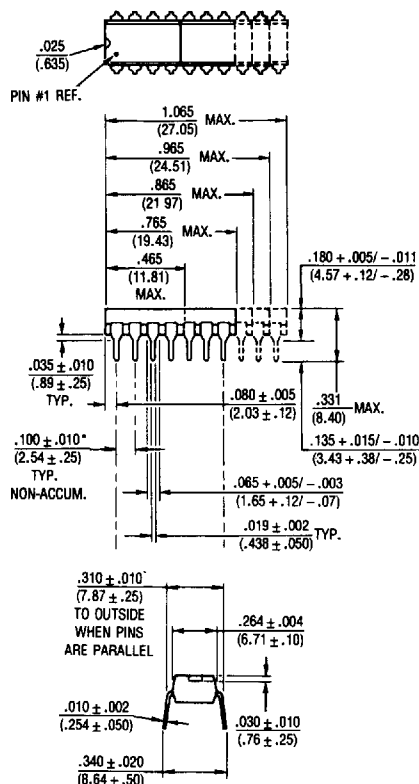 .025
(.635)
PIN #1 REF.
1.065
(27.05) MAX.
.965
(24.51) MAX.
.865
(21 97) MAX.
.765
(19.43) MAX.
.465
(11.81)
MAX.
.180 + .005/ − .011
(4.57 + .12/ − .28)
.035 ± .010
(.89 ± .25)
TYP.
.080 ± .005
(2.03 ± .12)
.331
(8.40) MAX.
.100 ± .010"
(2.54 ± .25)
TYP.
NON-ACCUM.
.135 + .015/ − .010
(3.43 + .38/ − .25)
.065 + .005/ − .003
(1.65 + .12/ − .07)
.019 ± .002
(.438 ± .050) TYP.
.310 ± .010
(7.87 ± .25)
TO OUTSIDE
WHEN PINS
ARE PARALLEL
.264 ± .004
(6.71 ± .10)
.010 ± .002
(.254 ± .050)
.030 ± .010
(.76 ± .25)
.340 ± .020
(8.64 ± .50)